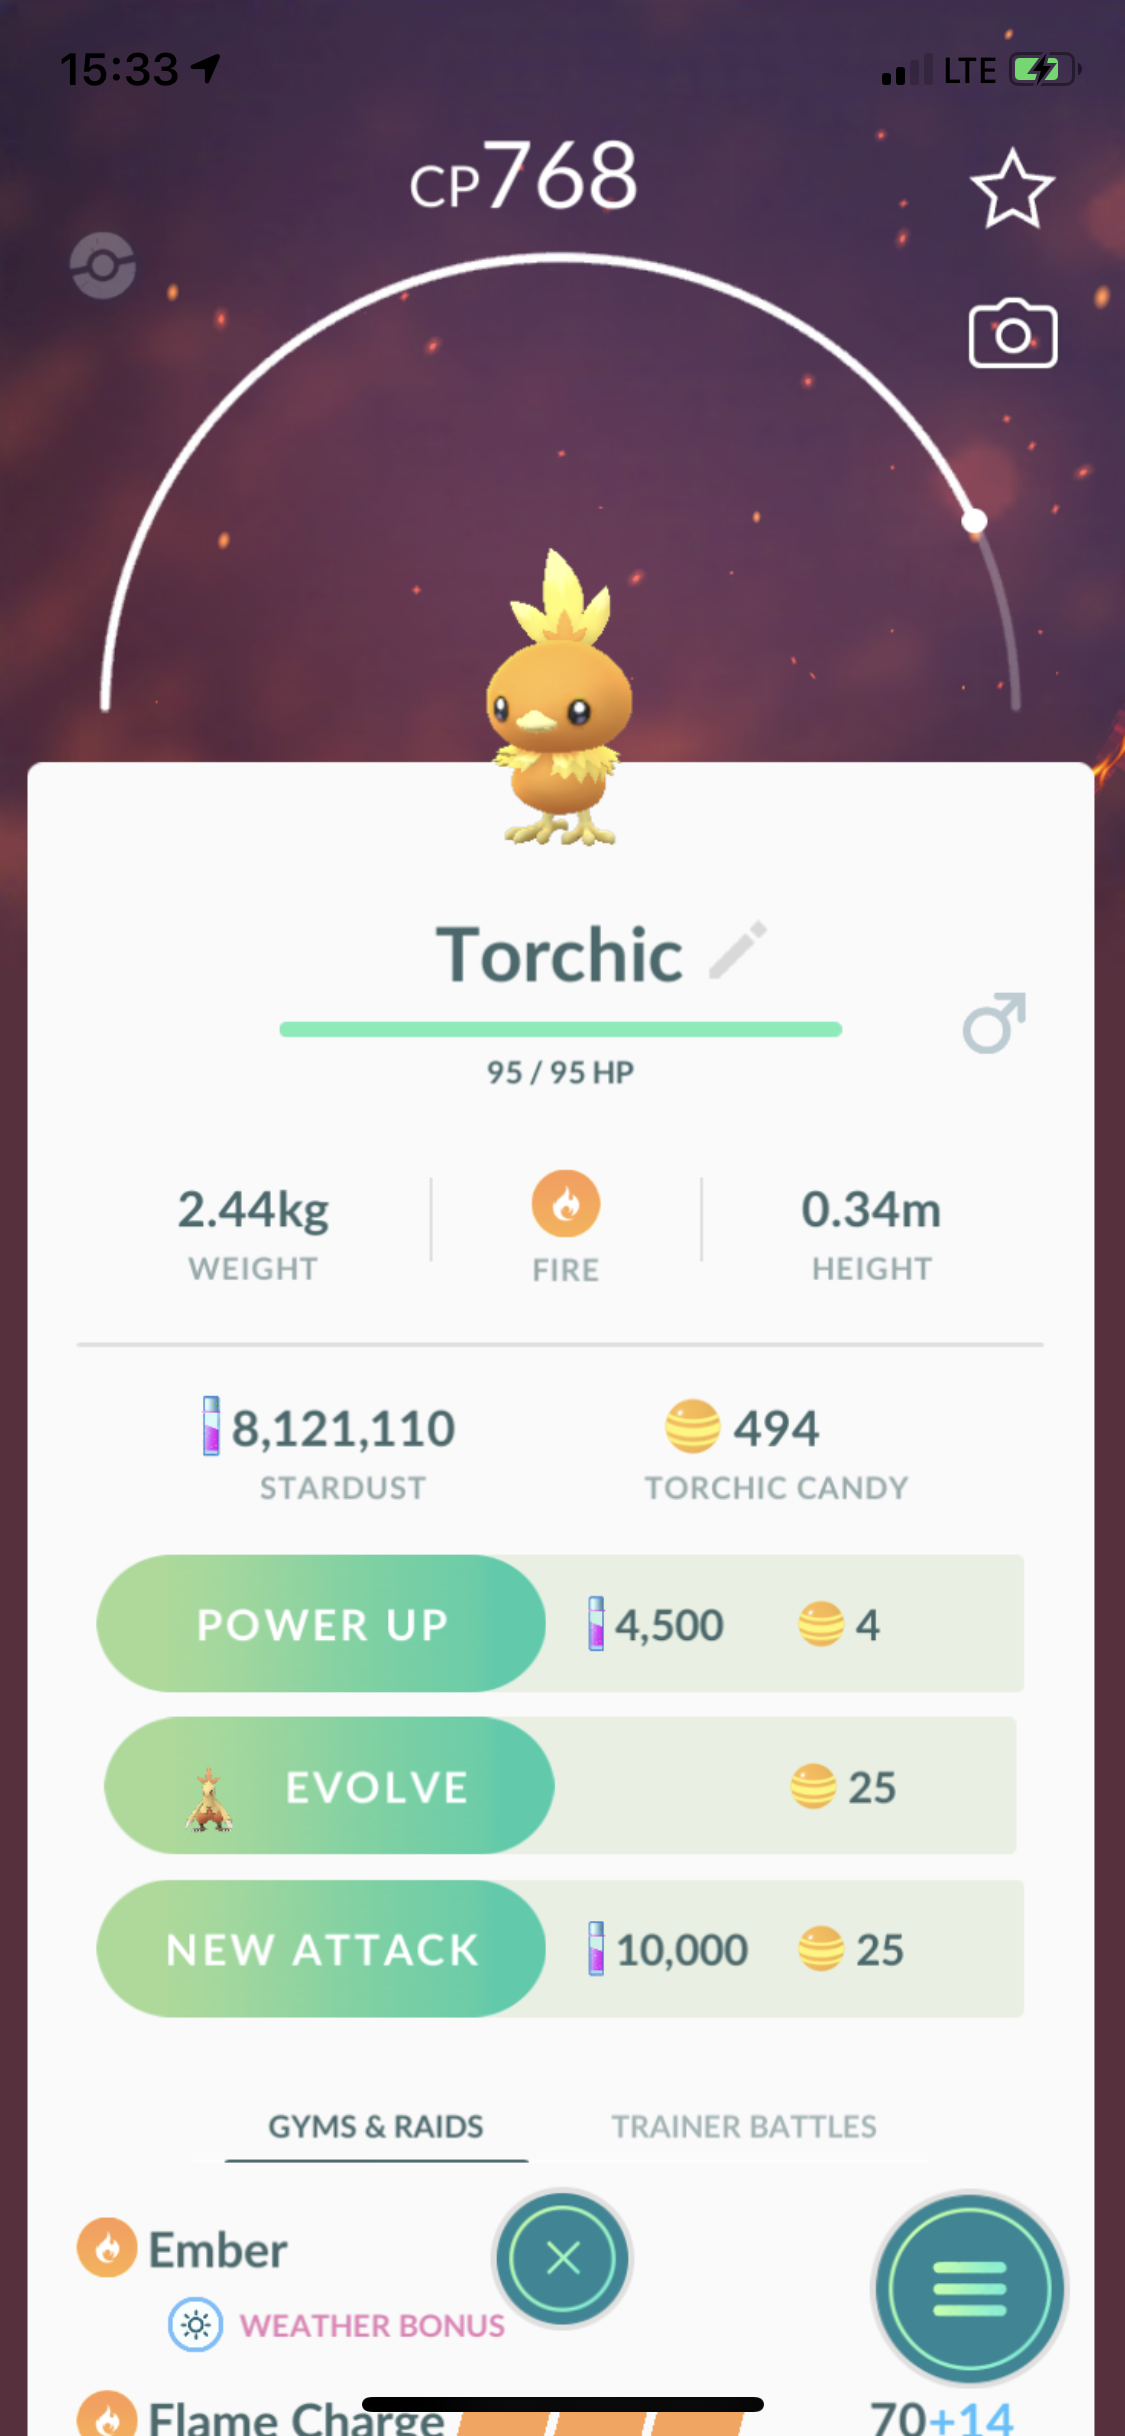 15:33
LTE
CP768
Torchic
95 / 95 HP
2.44kg
WEIGHT
FIRE
0.34m
HEIGHT
8,121,110
STARDUST
494
TORCHIC CANDY
POWER UP 4,500 4
EVOLVE 25
NEW ATTACK 10,000 25
GYMS & RAIDS TRAINER BATTLES
Ember
WEATHER BONUS
Flame Charge 70+14